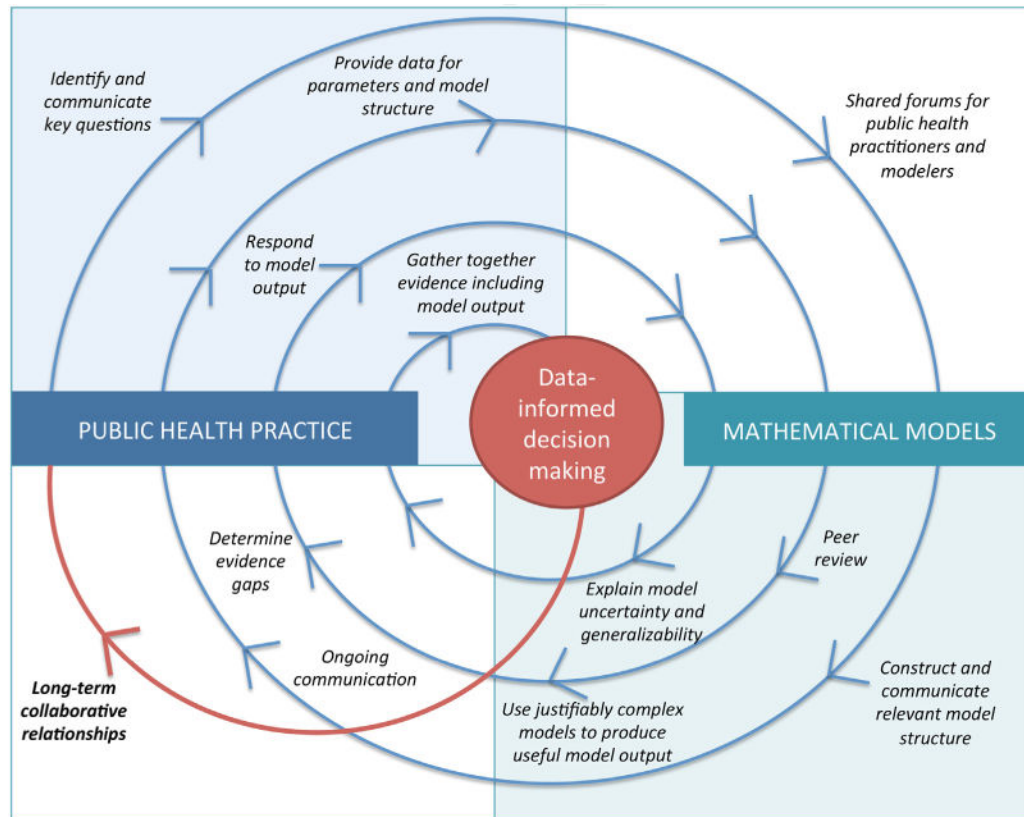 Identify and
communicate
key questions
Provide data for
parameters and model
structure
Shared forums for
public health
practitioners and
modelers
Respond
to model
output
Gather together
evidence including
model output
Data-
informed
decision
making
PUBLIC HEALTH PRACTICE
MATHEMATICAL MODELS
Determine
evidence
gaps
Peer
review
Explain model
uncertainty and
generalizability
Ongoing
communication
Long-term
collaborative
relationships
Use justifiably complex
models to produce
useful model output
Construct and
communicate
relevant model
structure